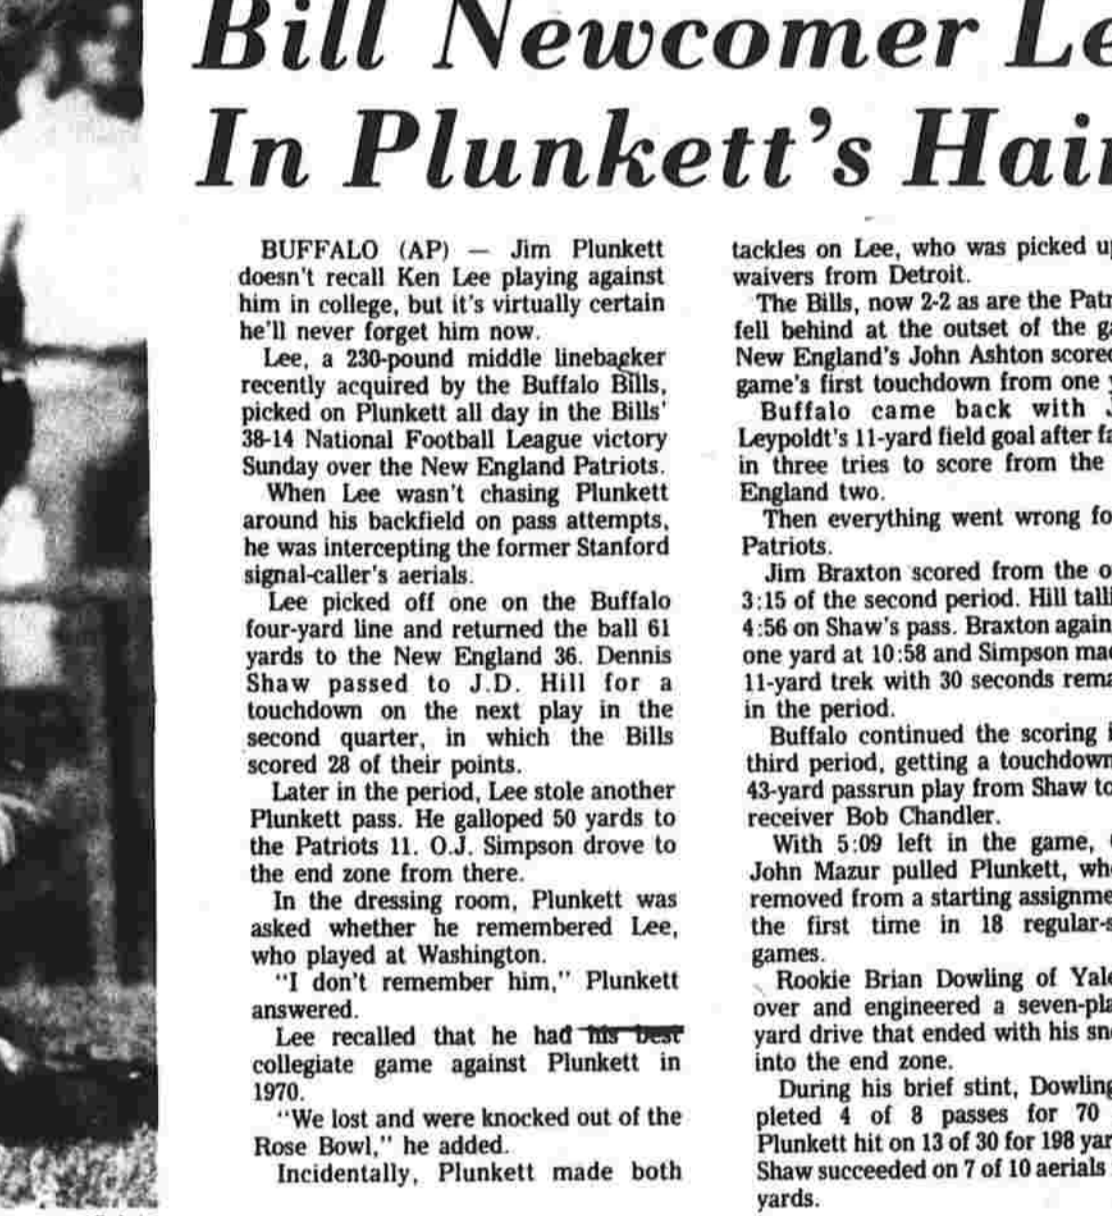 Bill Newcomer Le
In Plunkett's Hair
BUFFALO (AP) — Jim Plunkett
doesn't recall Ken Lee playing against
him in college, but it's virtually certain
he'll never forget him now.
Lee, a 230-pound middle linebacker
recently acquired by the Buffalo Bills,
picked on Plunkett all day in the Bills'
38-14 National Football League victory
Sunday over the New England Patriots.
When Lee wasn't chasing Plunkett
around his backfield on pass attempts,
he was intercepting the former Stanford
signal-caller's aerials.
Lee picked off one on the Buffalo
four-yard line and returned the ball 61
yards to the New England 36. Dennis
Shaw passed to J.D. Hill for a
touchdown on the next play in the
second quarter, in which the Bills
scored 28 of their points.
Later in the period, Lee stole another
Plunkett pass. He galloped 50 yards to
the Patriots 11. O.J. Simpson drove to
the end zone from there.
In the dressing room, Plunkett was
asked whether he remembered Lee,
who played at Washington.
"I don't remember him," Plunkett
answered.
Lee recalled that he had his best
collegiate game against Plunkett in
1970.
"We lost and were knocked out of the
Rose Bowl," he added.
Incidentally, Plunkett made both
tackles on Lee, who was picked up
waivers from Detroit.
The Bills, now 2-2 as are the Patr
fell behind at the outset of the ga
New England's John Ashton scored
game's first touchdown from one y
Buffalo came back with J
Leypoldt's 11-yard field goal after fa
in three tries to score from the
England two.
Then everything went wrong fo
Patriots.
Jim Braxton scored from the o
3:15 of the second period. Hill talli
4:56 on Shaw's pass. Braxton again
one yard at 10:58 and Simpson mad
11-yard trek with 30 seconds rema
in the period.
Buffalo continued the scoring i
third period, getting a touchdown
43-yard passrun play from Shaw to
receiver Bob Chandler.
With 5:09 left in the game,
John Mazur pulled Plunkett, wh
removed from a starting assignme
the first time in 18 regular-s
games.
Rookie Brian Dowling of Yale
over and engineered a seven-pla
yard drive that ended with his sn
into the end zone.
During his brief stint, Dowling
pleted 4 of 8 passes for 70
Plunkett hit on 13 of 30 for 198 yar
Shaw succeeded on 7 of 10 aerials
yards.